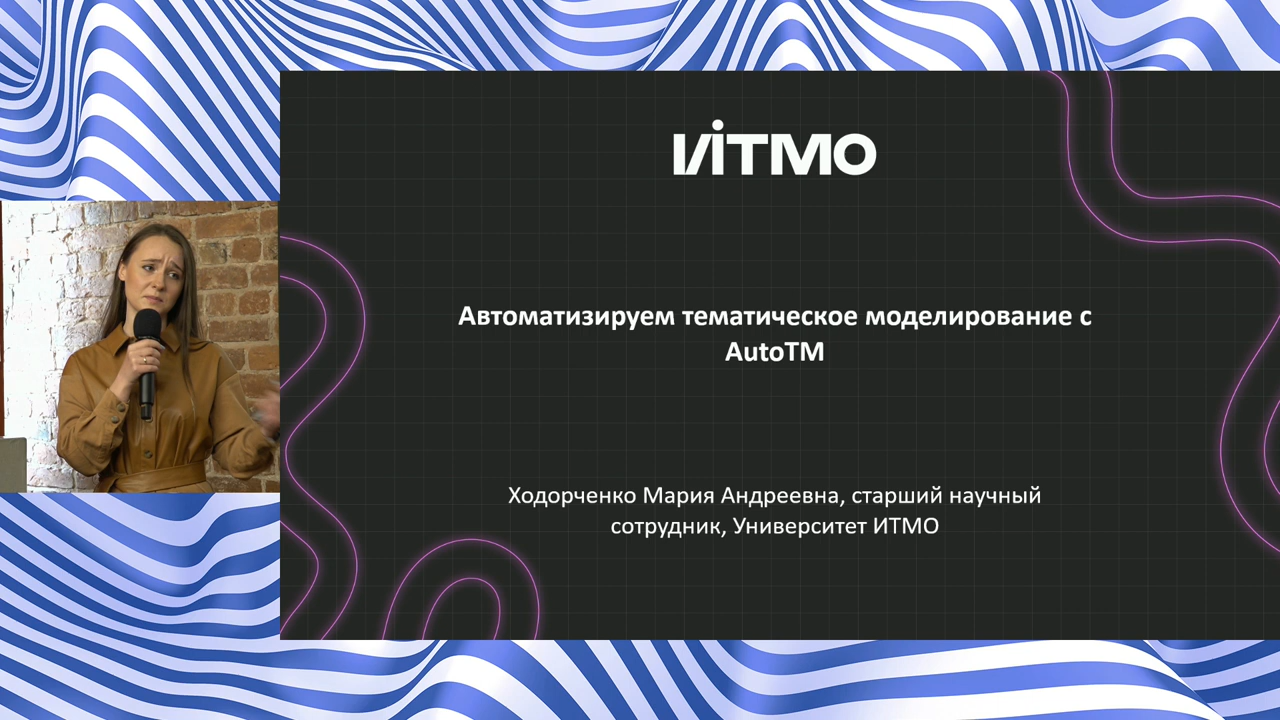 ИТМО
Автоматизируем тематическое моделирование с
AutoTM
Ходорченко Мария Андреевна, старший научный
сотрудник, Университет ИТМО